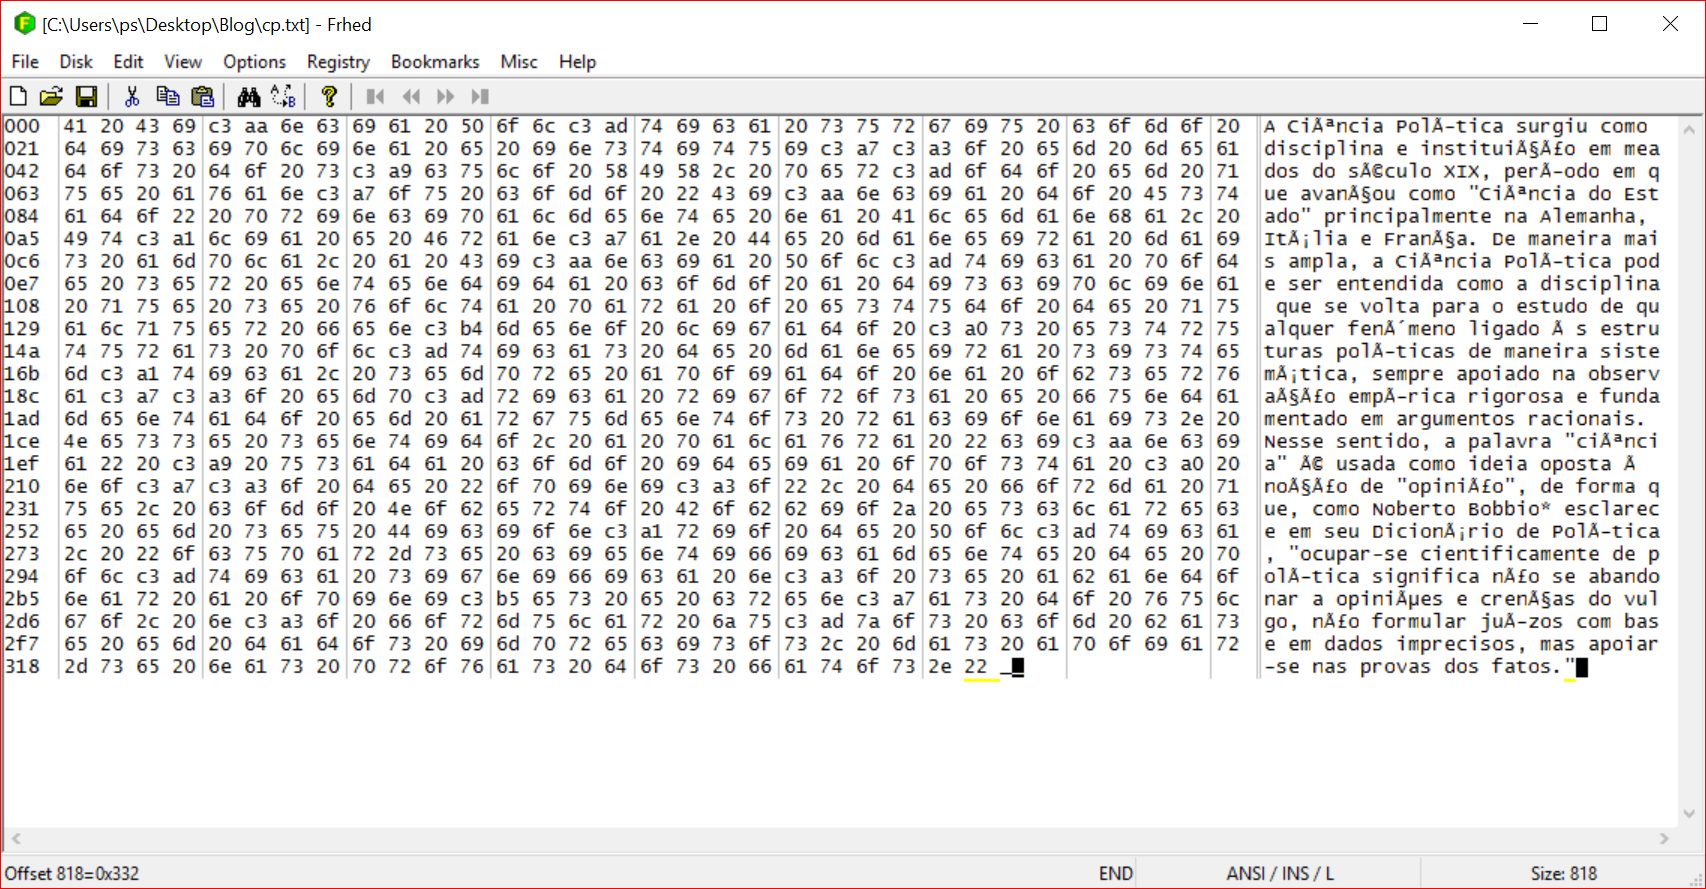 [C:\Users\ps\Desktop\Blog\cp.txt] - Frhed
File Disk Edit View Options Registry Bookmarks Misc Help
000 41 20 43 69 c3 aa 6e 63 69 61 20 50 6f 6c c3 ad 74 69 63 61 20 73 75 72 67 69 75 20 63 6f 6d 6f 20 A CiÃªncia PolÃ-tica surgiu como
021 64 69 73 63 69 70 6c 69 6e 61 20 65 20 69 6e 73 74 69 74 75 69 c3 a7 c3 a3 6f 20 65 6d 20 6d 65 61 disciplina e instituiÃ§Ã£o em mea
042 64 6f 73 20 64 6f 20 73 c3 a9 63 75 6c 6f 20 58 49 58 2c 20 70 65 72 c3 ad 6f 64 6f 20 65 6d 20 71 dos do sÃ©culo XIX, perÃ-odo em q
063 75 65 20 61 76 61 6e c3 a7 6f 75 20 63 6f 6d 6f 20 22 43 69 c3 aa 6e 63 69 61 20 64 6f 20 45 73 74 ue avanÃ§ou como "CiÃªncia do Est
084 61 64 6f 22 20 70 72 69 6e 63 69 70 61 6c 6d 65 6e 74 65 20 6e 61 20 41 6c 65 6d 61 6e 68 61 2c 20 ado" principalmente na Alemanha,
0a5 49 74 c3 a1 6c 69 61 20 65 20 46 72 61 6e c3 a7 61 2e 20 44 65 20 6d 61 6e 65 69 72 61 20 6d 61 69 ItÃ¡lia e FranÃ§a. De maneira mai
0c6 73 20 61 6d 70 6c 61 2c 20 61 20 43 69 c3 aa 6e 63 69 61 20 50 6f 6c c3 ad 74 69 63 61 20 70 6f 64 s ampla, a CiÃªncia PolÃ-tica pod
0e7 65 20 73 65 72 20 65 6e 74 65 6e 64 69 64 61 20 63 6f 6d 6f 20 61 20 64 69 73 63 69 70 6c 69 6e 61 e ser entendida como a disciplina
108 20 71 75 65 20 73 65 20 76 6f 6c 74 61 20 70 61 72 61 20 6f 20 65 73 74 75 64 6f 20 64 65 20 71 75 que se volta para o estudo de qu
129 61 6c 71 75 65 72 20 66 65 6e c3 b4 6d 65 6e 6f 20 6c 69 67 61 64 6f 20 c3 a0 73 20 65 73 74 72 75 alquer fenÃ´meno ligado Ã s estru
14a 74 75 72 61 73 20 70 6f 6c c3 ad 74 69 63 61 73 20 64 65 20 6d 61 6e 65 69 72 61 20 73 69 73 74 65 turas polÃ-ticas de maneira siste
16b 6d c3 a1 74 69 63 61 2c 20 73 65 6d 70 72 65 20 61 70 6f 69 61 64 6f 20 6e 61 20 6f 62 73 65 72 76 mÃ¡tica, sempre apoiado na observ
18c 61 c3 a7 c3 a3 6f 20 65 6d 70 c3 ad 72 69 63 61 20 72 69 67 6f 72 6f 73 61 20 65 20 66 75 6e 64 61 aÃ§Ã£o empÃ-rica rigorosa e funda
1ad 6d 65 6e 74 61 64 6f 20 65 6d 20 61 72 67 75 6d 65 6e 74 6f 73 20 72 61 63 69 6f 6e 61 69 73 2e 20 mentado em argumentos racionais.
1ce 4e 65 73 73 65 20 73 65 6e 74 69 64 6f 2c 20 61 20 70 61 6c 61 76 72 61 20 22 63 69 c3 aa 6e 63 69 Nesse sentido, a palavra "ciÃªnci
1ef 61 22 20 c3 a9 20 75 73 61 64 61 20 63 6f 6d 6f 20 69 64 65 69 61 20 6f 70 6f 73 74 61 20 c3 a0 20 a" Ã© usada como ideia oposta Ã
210 6e 6f c3 a7 c3 a3 6f 20 64 65 20 22 6f 70 69 6e 69 c3 a3 6f 22 2c 20 64 65 20 66 6f 72 6d 61 20 71 noÃ§Ã£o de "opiniÃ£o", de forma q
231 75 65 2c 20 63 6f 6d 6f 20 4e 6f 62 65 72 74 6f 20 42 6f 62 62 69 6f 2a 20 65 73 63 6c 61 72 65 63 ue, como Noberto Bobbio* esclarec
252 65 20 65 6d 20 73 65 75 20 44 69 63 69 6f 6e c3 a1 72 69 6f 20 64 65 20 50 6f 6c c3 ad 74 69 63 61 e em seu DicionÃ¡rio de PolÃ-tica
273 2c 20 22 6f 63 75 70 61 72 2d 73 65 20 63 69 65 6e 74 69 66 69 63 61 6d 65 6e 74 65 20 64 65 20 70 , "ocupar-se cientificamente de p
294 6f 6c c3 ad 74 69 63 61 20 73 69 67 6e 69 66 69 63 61 20 6e c3 a3 6f 20 73 65 20 61 62 61 6e 64 6f olÃ-tica significa nÃ£o se abando
2b5 6e 61 72 20 61 20 6f 70 69 6e 69 c3 b5 65 73 20 65 20 63 72 65 6e c3 a7 61 73 20 64 6f 20 76 75 6c nar a opiniÃµes e crenÃ§as do vul
2d6 67 6f 2c 20 6e c3 a3 6f 20 66 6f 72 6d 75 6c 61 72 20 6a 75 c3 ad 7a 6f 73 20 63 6f 6d 20 62 61 73 go, nÃ£o formular juÃ-zos com bas
2f7 65 20 65 6d 20 64 61 64 6f 73 20 69 6d 70 72 65 63 69 73 6f 73 2c 20 6d 61 73 20 61 70 6f 69 61 72 e em dados imprecisos, mas apoiar
318 2d 73 65 20 6e 61 73 20 70 72 6f 76 61 73 20 64 6f 73 20 66 61 74 6f 73 2e 22 _ -se nas provas dos fatos."
Offset 818=0x332 END ANSI / INS / L Size: 818